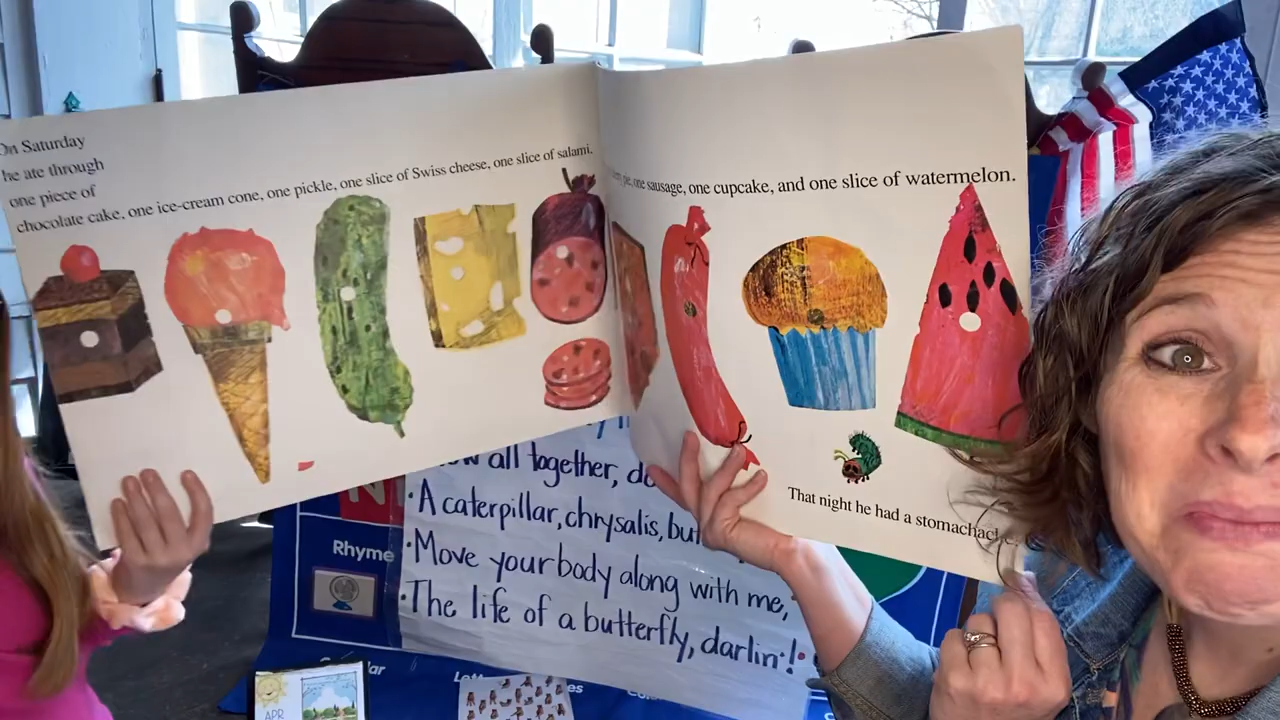 On Saturday
he ate through
one piece of
chocolate cake, one ice-cream cone, one pickle, one slice of Swiss cheese, one slice of salami,
pie, one sausage, one cupcake, and one slice of watermelon.
That night he had a stomachache.
all together,
• A caterpillar, chrysalis, but
• Move your body along with me,
• The life of a butterfly, darlin'!
Rhyme
APR